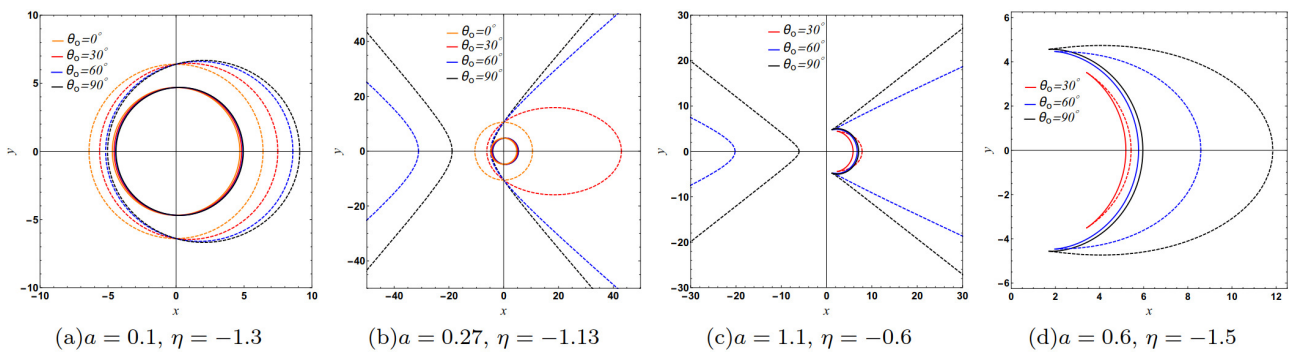 10
5
0
-5
-10
-10 -5 0 5 10
y
x
θo=0°
θo=30°
θo=60°
θo=90°
(a)a = 0.1, η = −1.3
40
20
0
-20
-40
-40 -20 0 20 40
y
x
θo=0°
θo=30°
θo=60°
θo=90°
(b)a = 0.27, η = −1.13
30
20
10
0
-10
-20
-30
-30 -20 -10 0 10 20 30
y
x
θo=30°
θo=60°
θo=90°
(c)a = 1.1, η = −0.6
6
4
2
0
-2
-4
-6
0 2 4 6 8 10 12
y
x
θo=30°
θo=60°
θo=90°
(d)a = 0.6, η = −1.5